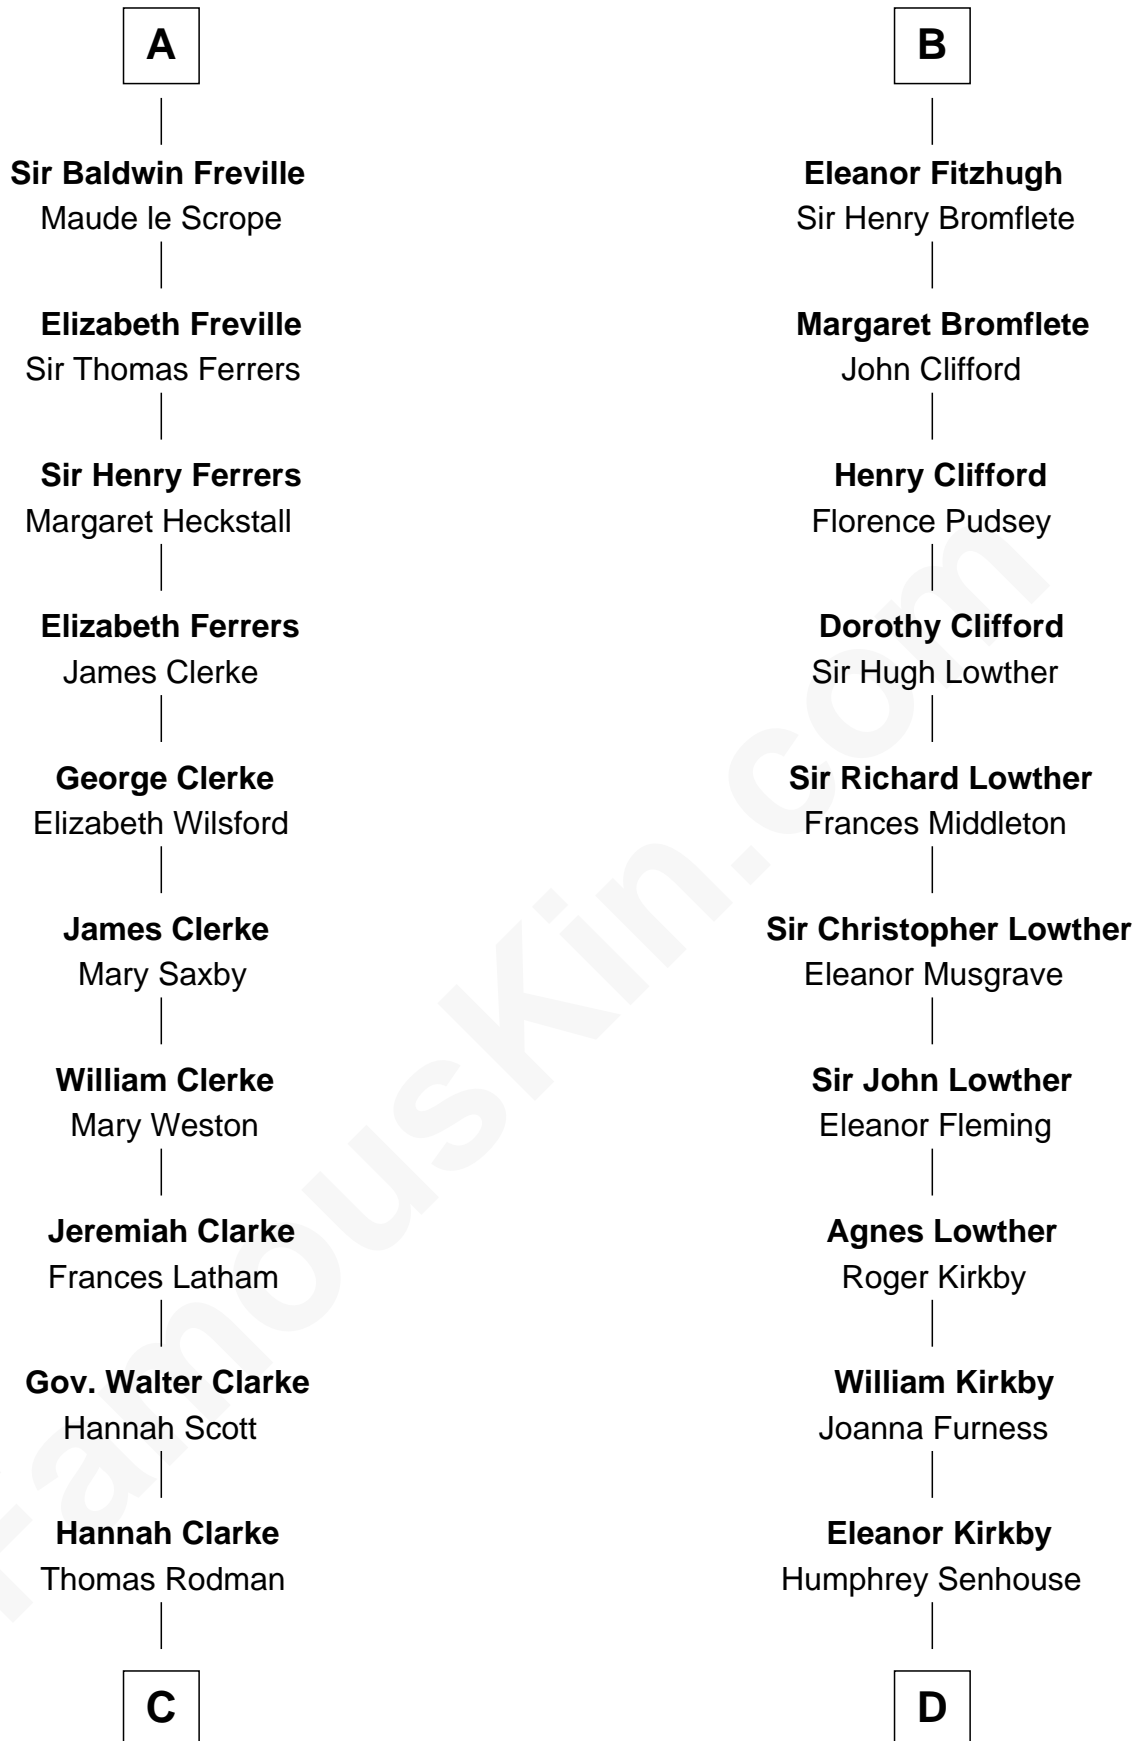 A
Sir Baldwin Freville
Maude le Scrope
Elizabeth Freville
Sir Thomas Ferrers
Sir Henry Ferrers
Margaret Heckstall
Elizabeth Ferrers
James Clerke
George Clerke
Elizabeth Wilsford
James Clerke
Mary Saxby
William Clerke
Mary Weston
Jeremiah Clarke
Frances Latham
Gov. Walter Clarke
Hannah Scott
Hannah Clarke
Thomas Rodman
C
B
Eleanor Fitzhugh
Sir Henry Bromflete
Margaret Bromflete
John Clifford
Henry Clifford
Florence Pudsey
Dorothy Clifford
Sir Hugh Lowther
Sir Richard Lowther
Frances Middleton
Sir Christopher Lowther
Eleanor Musgrave
Sir John Lowther
Eleanor Fleming
Agnes Lowther
Roger Kirkby
William Kirkby
Joanna Furness
Eleanor Kirkby
Humphrey Senhouse
D
FamousKin.com